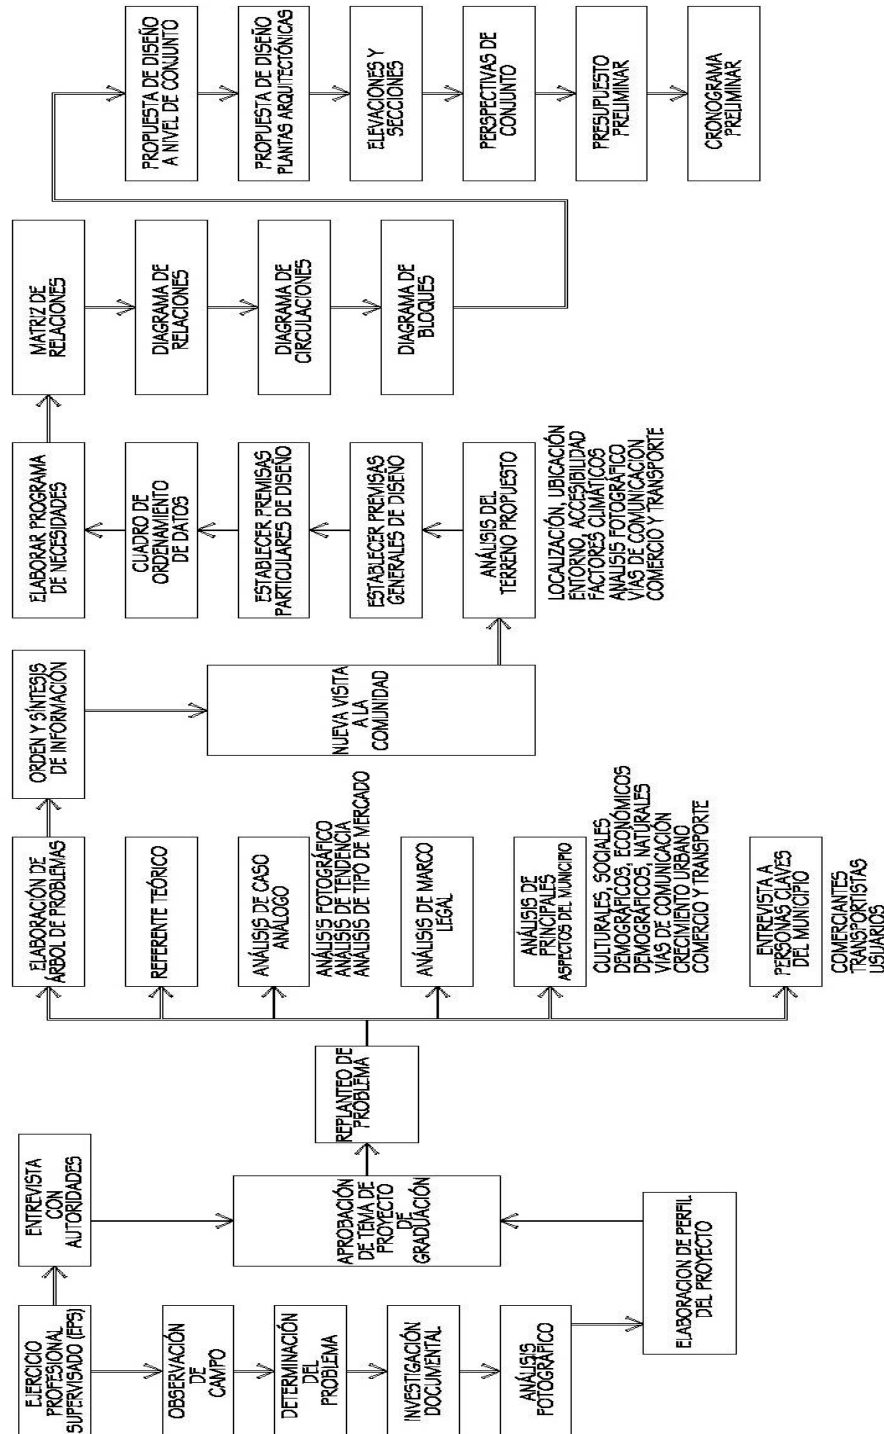 EJERCICIO
PROFESIONAL
SUPERVISADO (EPS)
OBSERVACIÓN
DE
CAMPO
DETERMINACIÓN
DEL
PROBLEMA
INVESTIGACIÓN
DOCUMENTAL
ANÁLISIS
FOTOGRÁFICO
ENTREVISTA
CON
AUTORIDADES
APROBACIÓN
DE TEMA DE
PROYECTO
DE
GRADUACIÓN
ELABORACION DE PERFIL
DEL PROYECTO
REPLANTEO DE
PROBLEMA
ELABORACIÓN DE
ÁRBOL DE PROBLEMAS
REFERENTE TEÓRICO
ANÁLISIS DE CASO
ANÁLOGO
ANÁLISIS FOTOGRÁFICO
ANÁLISIS DE TENDENCIA
ANÁLISIS DE TIPO DE MERCADO
ANÁLISIS DE MARCO
LEGAL
ANÁLISIS DE
PRINCIPALES
ASPECTOS DEL MUNICIPIO
CULTURALES, SOCIALES
DEMOGRÁFICOS, ECONÓMICOS
DEMOGRÁFICOS, NATURALES
VIAS DE COMUNICACIÓN
CRECIMIENTO URBANO
COMERCIO Y TRANSPORTE
ENTREVISTA A
PERSONAS CLAVES
DEL MUNICIPIO
COMERCIANTES
TRANSPORTISTAS
USUARIOS
ORDEN Y SÍNTESIS
DE INFORMACIÓN
NUEVA VISITA
A LA
COMUNIDAD
ELABORAR PROGRAMA
DE NECESIDADES
CUADRO DE
ORDENAMIENTO
DE DATOS
ESTABLECER PREMISAS
PARTICULARES DE DISEÑO
ESTABLECER PREMISAS
GENERALES DE DISEÑO
ANÁLISIS DEL
TERRENO PROPUESTO
LOCALIZACIÓN, UBICACIÓN
ENTORNO, ACCESIBILIDAD
FACTORES CLIMÁTICOS
ANALISIS FOTOGRÁFICO
VÍAS DE COMUNICACION
COMERCIO Y TRANSPORTE
MATRIZ DE
RELACIONES
DIAGRAMA DE
RELACIONES
DIAGRAMA DE
CIRCULACIONES
DIAGRAMA DE
BLOQUES
PROPUESTA DE DISEÑO
A NIVEL DE CONJUNTO
PROPUESTA DE DISEÑO
PLANTAS ARQUITECTÓNICAS
ELEVACIONES Y
SECCIONES
PERSPECTIVAS DE
CONJUNTO
PRESUPUESTO
PRELIMINAR
CRONOGRAMA
PRELIMINAR